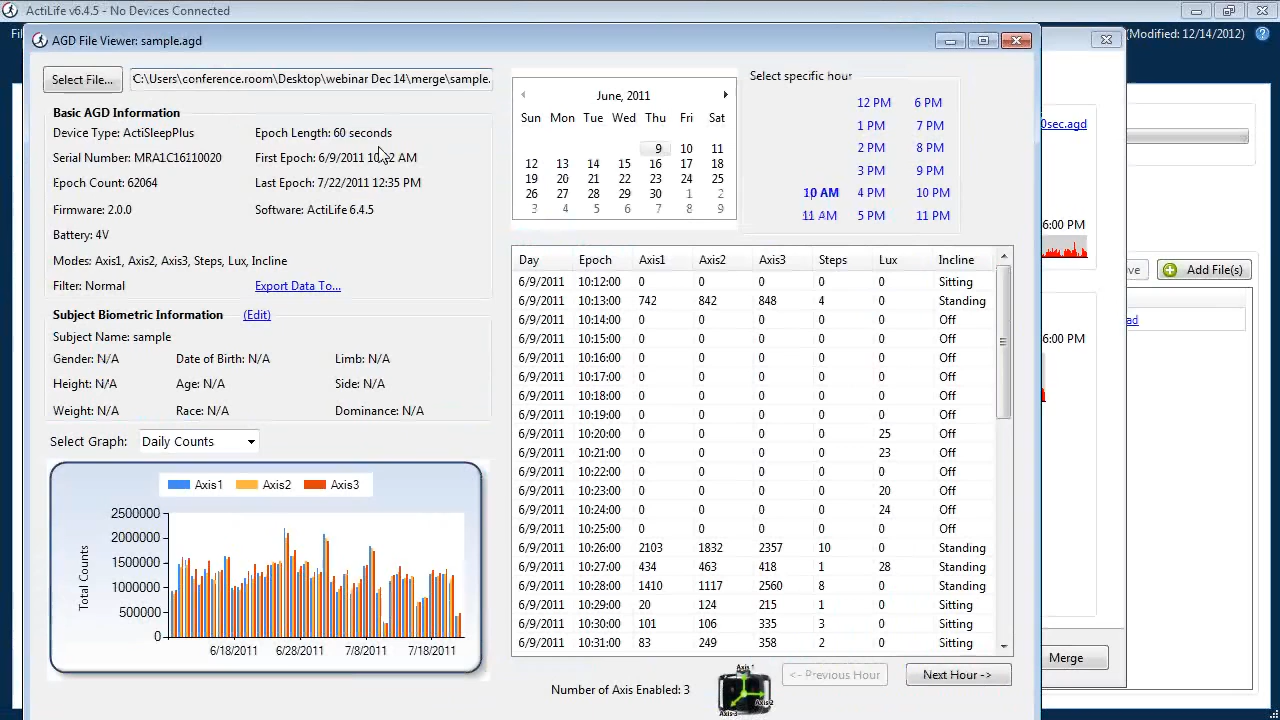 ActiLife v6.4.5 - No Devices Connected
(Modified: 12/14/2012)
AGD File Viewer: sample.agd
Select File...
C:\Users\conference.room\Desktop\webinar Dec 14\merge\sample.
Basic AGD Information
Device Type: ActiSleepPlus
Epoch Length: 60 seconds
Serial Number: MRA1C16110020
First Epoch: 6/9/2011 10:12 AM
Epoch Count: 62064
Last Epoch: 7/22/2011 12:35 PM
Firmware: 2.0.0
Software: ActiLife 6.4.5
Battery: 4V
Modes: Axis1, Axis2, Axis3, Steps, Lux, Incline
Filter: Normal
Export Data To...
Subject Biometric Information (Edit)
Subject Name: sample
Gender: N/A Date of Birth: N/A Limb: N/A
Height: N/A Age: N/A Side: N/A
Weight: N/A Race: N/A Dominance: N/A
Select Graph: Daily Counts
Axis1 Axis2 Axis3
Total Counts
2500000
2000000
1500000
1000000
500000
0
6/18/2011 6/28/2011 7/8/2011 7/18/2011
June, 2011
Sun Mon Tue Wed Thu Fri Sat
9 10 11
12 13 14 15 16 17 18
19 20 21 22 23 24 25
26 27 28 29 30 1 2
3 4 5 6 7 8 9
Select specific hour
12 PM 6 PM
1 PM 7 PM
2 PM 8 PM
3 PM 9 PM
10 AM 4 PM 10 PM
11 AM 5 PM 11 PM
Day Epoch Axis1 Axis2 Axis3 Steps Lux Incline
6/9/2011 10:12:00 0 0 0 0 0 Sitting
6/9/2011 10:13:00 742 842 848 4 0 Standing
6/9/2011 10:14:00 0 0 0 0 0 Off
6/9/2011 10:15:00 0 0 0 0 0 Off
6/9/2011 10:16:00 0 0 0 0 0 Off
6/9/2011 10:17:00 0 0 0 0 0 Off
6/9/2011 10:18:00 0 0 0 0 0 Off
6/9/2011 10:19:00 0 0 0 0 0 Off
6/9/2011 10:20:00 0 0 0 0 25 Off
6/9/2011 10:21:00 0 0 0 0 23 Off
6/9/2011 10:22:00 0 0 0 0 0 Off
6/9/2011 10:23:00 0 0 0 0 20 Off
6/9/2011 10:24:00 0 0 0 0 24 Off
6/9/2011 10:25:00 0 0 0 0 0 Off
6/9/2011 10:26:00 2103 1832 2357 10 0 Standing
6/9/2011 10:27:00 434 463 418 1 28 Standing
6/9/2011 10:28:00 1410 1117 2560 8 0 Standing
6/9/2011 10:29:00 20 124 215 1 0 Sitting
6/9/2011 10:30:00 101 106 335 3 0 Sitting
6/9/2011 10:31:00 83 249 358 2 0 Sitting
Number of Axis Enabled: 3
Axis 1
<- Previous Hour
Next Hour ->
0sec.agd
6:00 PM
Add File(s)
ad
6:00 PM
Merge